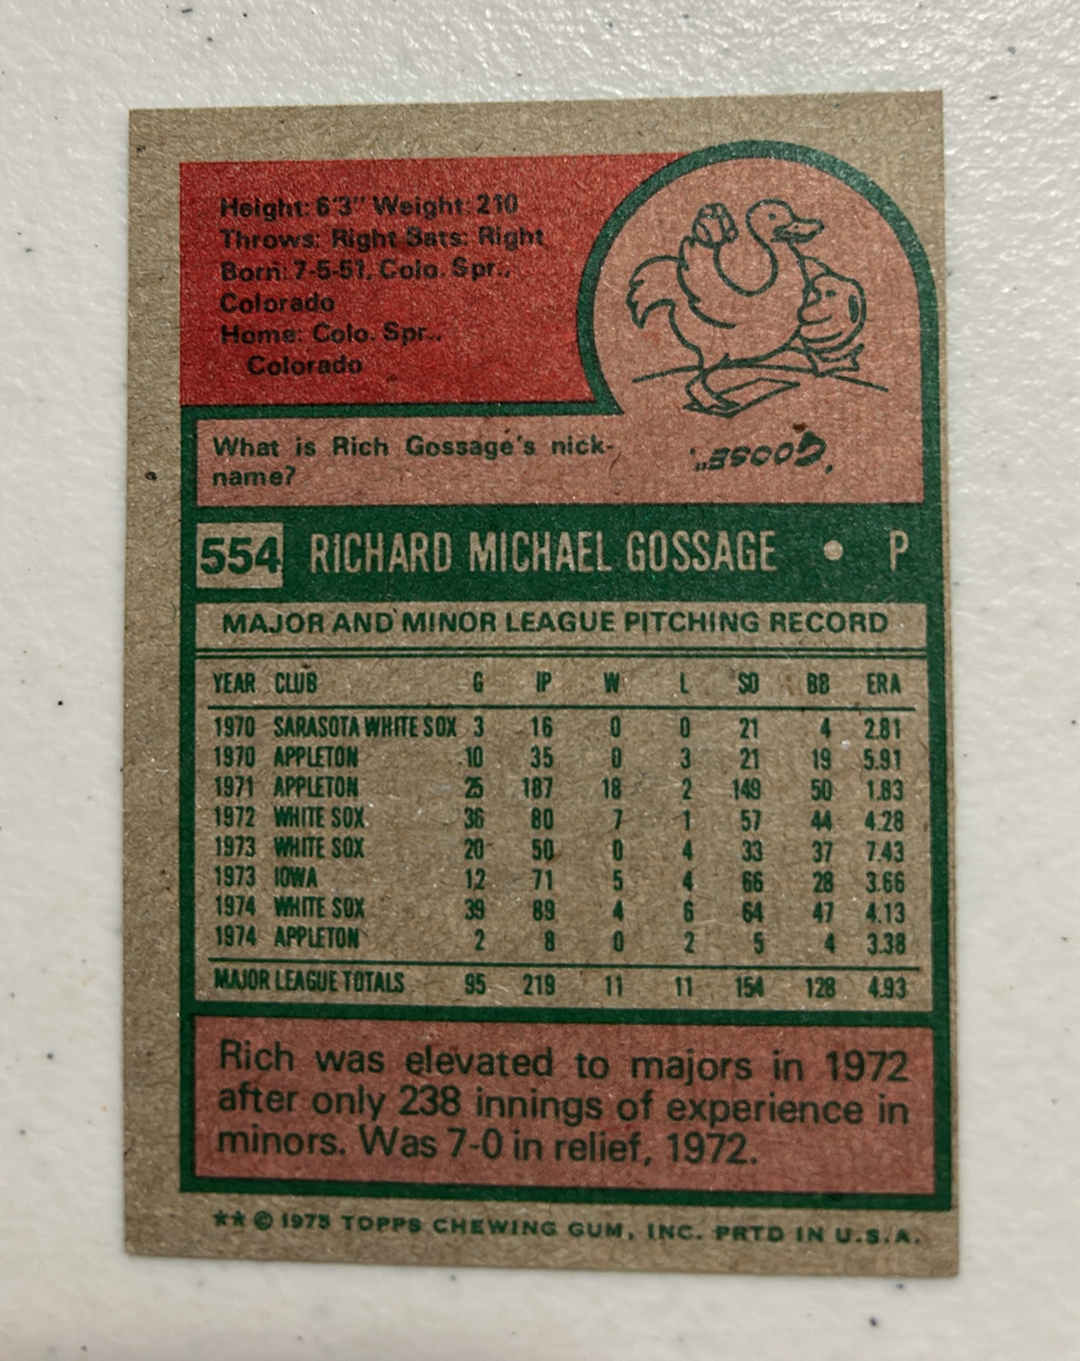 Height: 6'3" Weight: 210
Throws: Right Bats: Right
Born: 7-5-51, Colo. Spr.,
Colorado
Home: Colo. Spr.,
Colorado
What is Rich Gossage's nick-
name?
"GOOSE".
554 RICHARD MICHAEL GOSSAGE • P
MAJOR AND MINOR LEAGUE PITCHING RECORD
YEAR CLUB G IP W L SO BB ERA
1970 SARASOTA WHITE SOX 3 16 0 0 21 4 2.81
1970 APPLETON 10 35 0 3 21 19 5.91
1971 APPLETON 25 187 18 2 149 50 1.83
1972 WHITE SOX 36 80 7 1 57 44 4.28
1973 WHITE SOX 20 50 0 4 33 37 7.43
1973 IOWA 12 71 5 4 66 28 3.66
1974 WHITE SOX 39 89 4 6 64 47 4.13
1974 APPLETON 2 8 0 2 5 4 3.38
MAJOR LEAGUE TOTALS 95 219 11 11 154 128 4.93
Rich was elevated to majors in 1972
after only 238 innings of experience in
minors. Was 7-0 in relief, 1972.
** © 1975 TOPPS CHEWING GUM, INC. PRTD IN U.S.A.